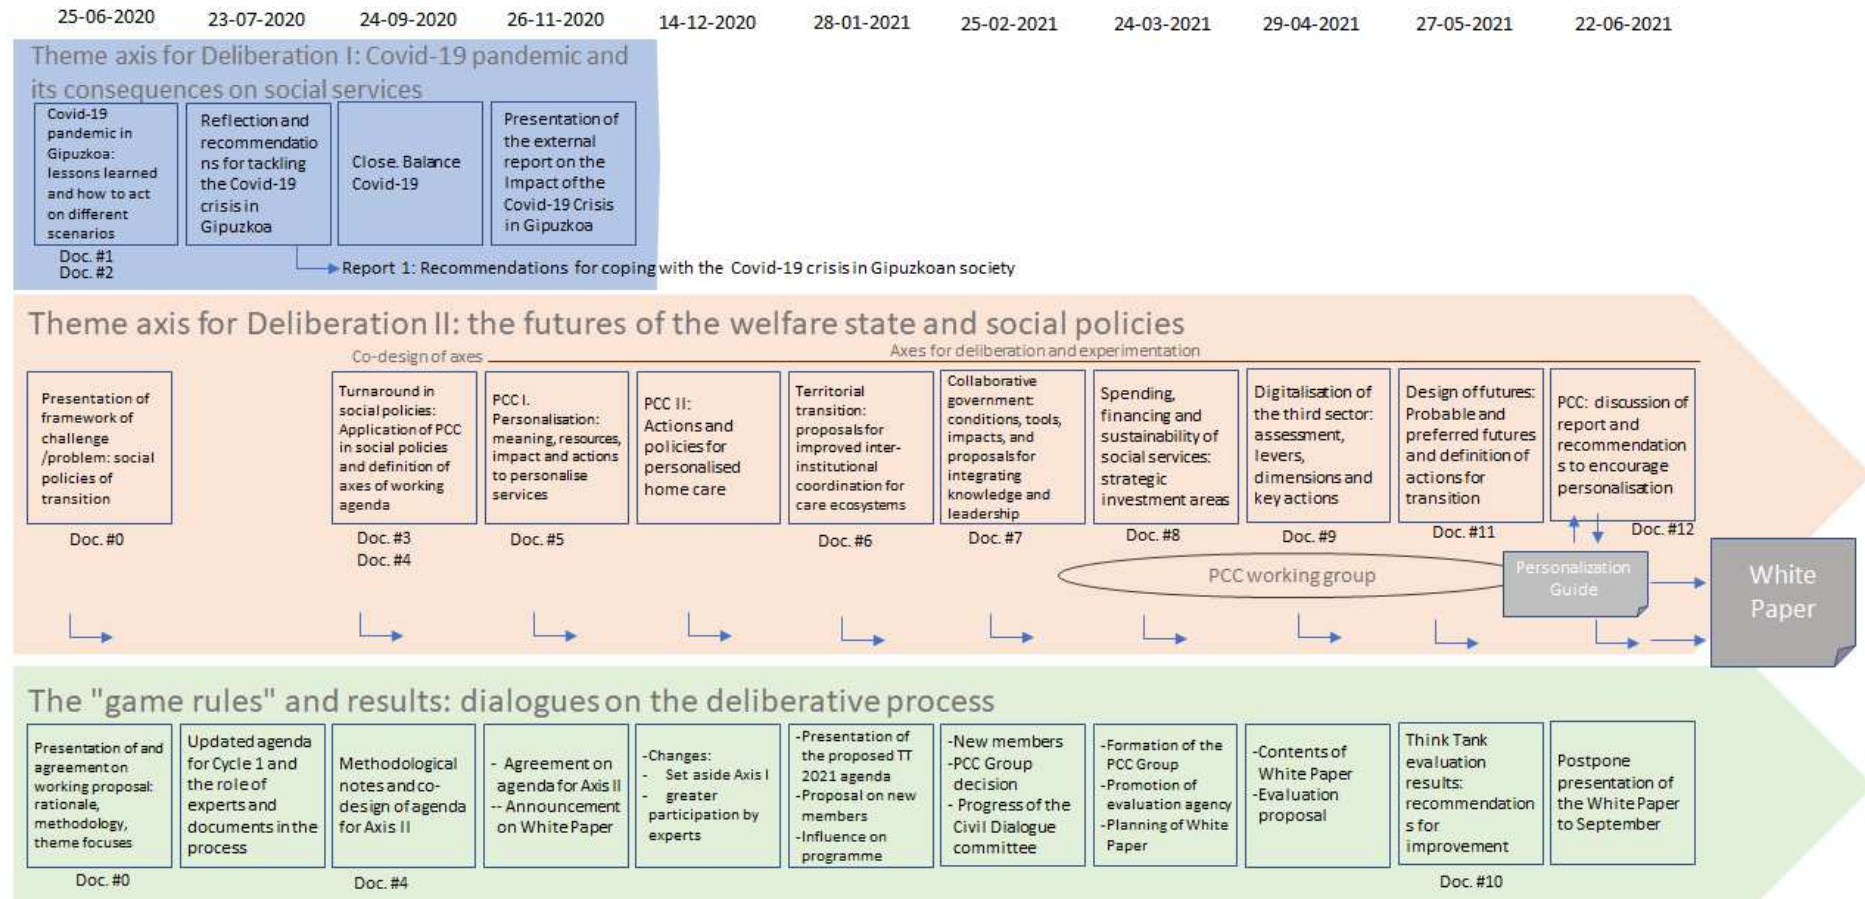 25-06-2020 23-07-2020 24-09-2020 26-11-2020 14-12-2020 28-01-2021 25-02-2021 24-03-2021 29-04-2021 27-05-2021 22-06-2021
Theme axis for Deliberation I: Covid-19 pandemic and
its consequences on social services
Covid-19
pandemic in
Gipuzkoa:
lessons learned
and how to act
on different
scenarios
Doc. #1
Doc. #2
Reflection and
recommendatio
ns for tackling
the Covid-19
crisis in
Gipuzkoa
Close. Balance
Covid-19
Presentation of
the external
report on the
Impact of the
Covid-19 Crisis
in Gipuzkoa
Report 1: Recommendations for coping with the Covid-19 crisis in Gipuzkoan society
Theme axis for Deliberation II: the futures of the welfare state and social policies
Co-design of axes
Axes for deliberation and experimentation
Presentation of
framework of
challenge
/problem: social
policies of
transition
Doc. #0
Turnaround in
social policies:
Application of PCC
in social policies
and definition of
axes of working
agenda
Doc. #3
Doc. #4
PCC I.
Personalisation:
meaning, resources,
impact and actions
to personalise
services
Doc. #5
PCC II:
Actions and
policies for
personalised
home care
Territorial
transition:
proposals for
improved inter-
institutional
coordination for
care ecosystems
Doc. #6
Collaborative
government:
conditions, tools,
impacts, and
proposals for
integrating
knowledge and
leadership
Doc. #7
Spending,
financing and
sustainability of
social services:
strategic
investment areas
Doc. #8
Digitalisation of
the third sector:
assessment,
levers,
dimensions and
key actions
Doc. #9
Design of futures:
Probable and
preferred futures
and definition of
actions for
transition
Doc. #11
PCC: discussion of
report and
recommendation
s to encourage
personalisation
Doc. #12
PCC working group
Personalization
Guide
White
Paper
The "game rules" and results: dialogues on the deliberative process
Presentation of and
agreement on
working proposal:
rationale,
methodology,
theme focuses
Doc. #0
Updated agenda
for Cycle 1 and
the role of
experts and
documents in the
process
Methodological
notes and co-
design of agenda
for Axis II
Doc. #4
- Agreement on
agenda for Axis II
-- Announcement
on White Paper
-Changes:
- Set aside Axis I
- greater
participation by
experts
-Presentation of
the proposed TT
2021 agenda
-Proposal on new
members
-Influence on
programme
-New members
-PCC Group
decision
- Progress of the
Civil Dialogue
committee
-Formation of the
PCC Group
-Promotion of
evaluation agency
-Planning of White
Paper
-Contents of
White Paper
-Evaluation
proposal
Think Tank
evaluation
results:
recommendation
s for
improvement
Doc. #10
Postpone
presentation of
the White Paper
to September